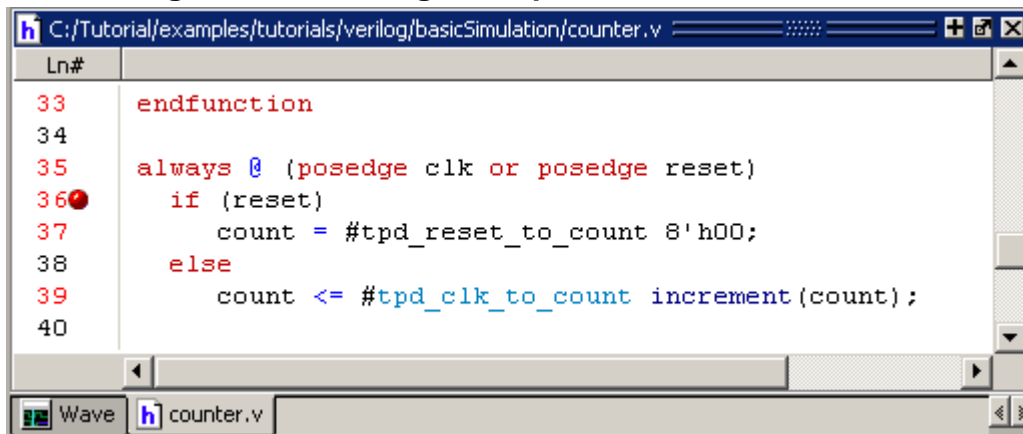 C:/Tutorial/examples/tutorials/verilog/basicSimulation/counter.v
Ln#
33 endfunction
34
35 always @ (posedge clk or posedge reset)
36 if (reset)
37 count = #tpd_reset_to_count 8'h00;
38 else
39 count <= #tpd_clk_to_count increment(count);
40
Wave counter.v